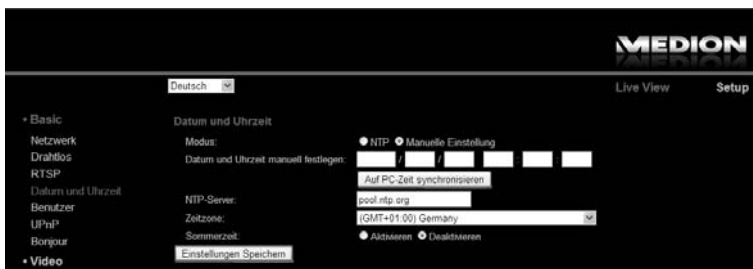 MEDION
Deutsch
Live View Setup
• Basic
Netzwerk
Drahtlos
RTSP
Datum und Uhrzeit
Benutzer
UPnP
Bonjour
• Video
Datum und Uhrzeit
Modus: NTP Manuelle Einstellung
Datum und Uhrzeit manuell festlegen: / / : :
Auf PC-Zeit synchronisieren
NTP-Server: pool.ntp.org
Zeitzone: (GMT+01:00) Germany
Sommerzeit: Aktivieren Deaktivieren
Einstellungen Speichern